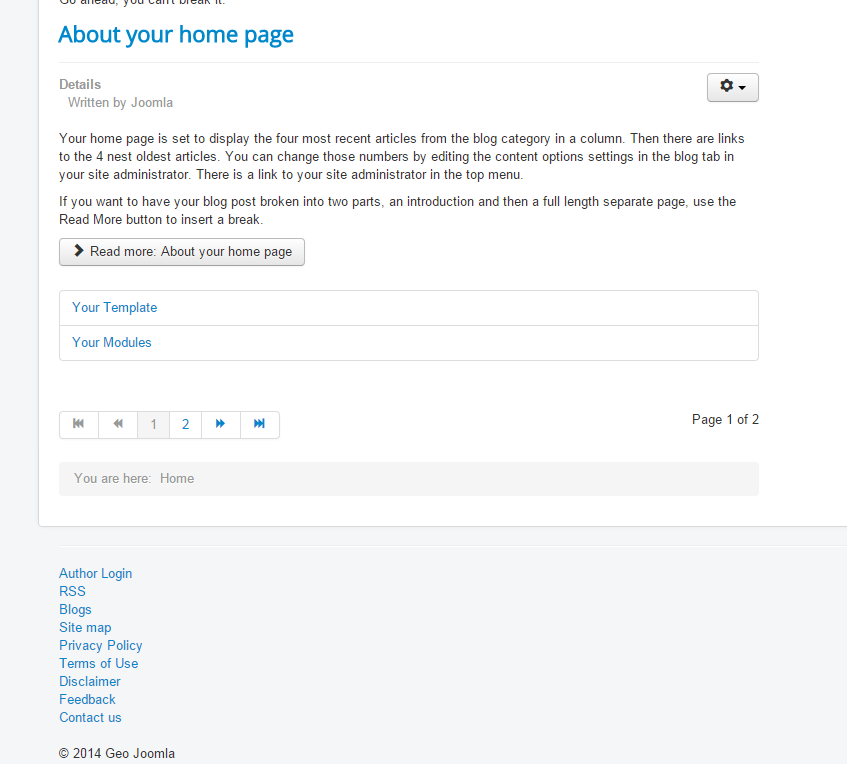 Go ahead, you can't break it!
About your home page
Details
Written by Joomla
Your home page is set to display the four most recent articles from the blog category in a column. Then there are links
to the 4 nest oldest articles. You can change those numbers by editing the content options settings in the blog tab in
your site administrator. There is a link to your site administrator in the top menu.
If you want to have your blog post broken into two parts, an introduction and then a full length separate page, use the
Read More button to insert a break.
Read more: About your home page
Your Template
Your Modules
1 2
Page 1 of 2
You are here: Home
Author Login
RSS
Blogs
Site map
Privacy Policy
Terms of Use
Disclaimer
Feedback
Contact us
© 2014 Geo Joomla